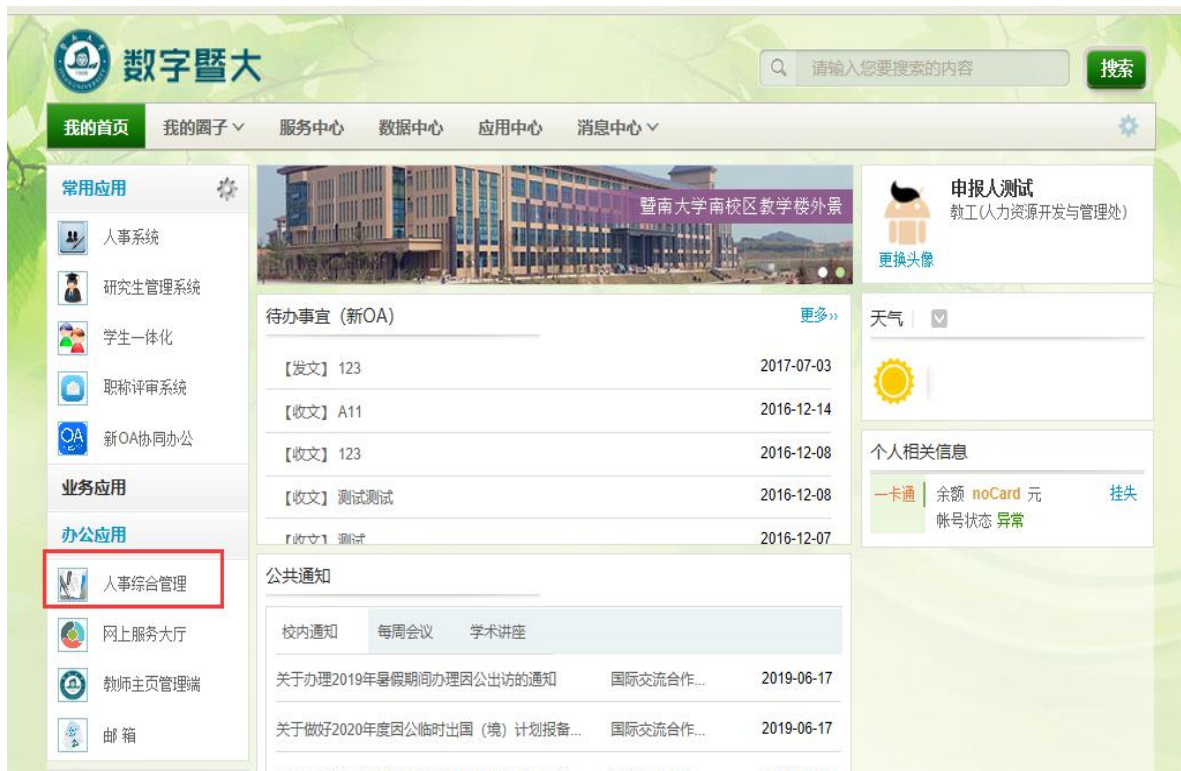 数字暨大
请输入您要搜索的内容
搜索
我的首页 我的圈子 服务中心 数据中心 应用中心 消息中心
常用应用
人事系统
研究生管理系统
学生一体化
职称评审系统
新OA协同办公
业务应用
办公应用
人事综合管理
网上服务大厅
教师主页管理端
邮箱
暨南大学南校区教学楼外景
待办事宜（新OA） 更多»
【发文】123 2017-07-03
【收文】A11 2016-12-14
【收文】123 2016-12-08
【收文】测试测试 2016-12-08
【收文】测试 2016-12-07
公共通知
校内通知 每周会议 学术讲座
关于办理2019年暑假期间办理因公出访的通知 国际交流合作... 2019-06-17
关于做好2020年度因公临时出国（境）计划报备... 国际交流合作... 2019-06-17
申报人测试
教工(人力资源开发与管理处)
更换头像
天气
个人相关信息
一卡通 余额 noCard 元 挂失
帐号状态 异常